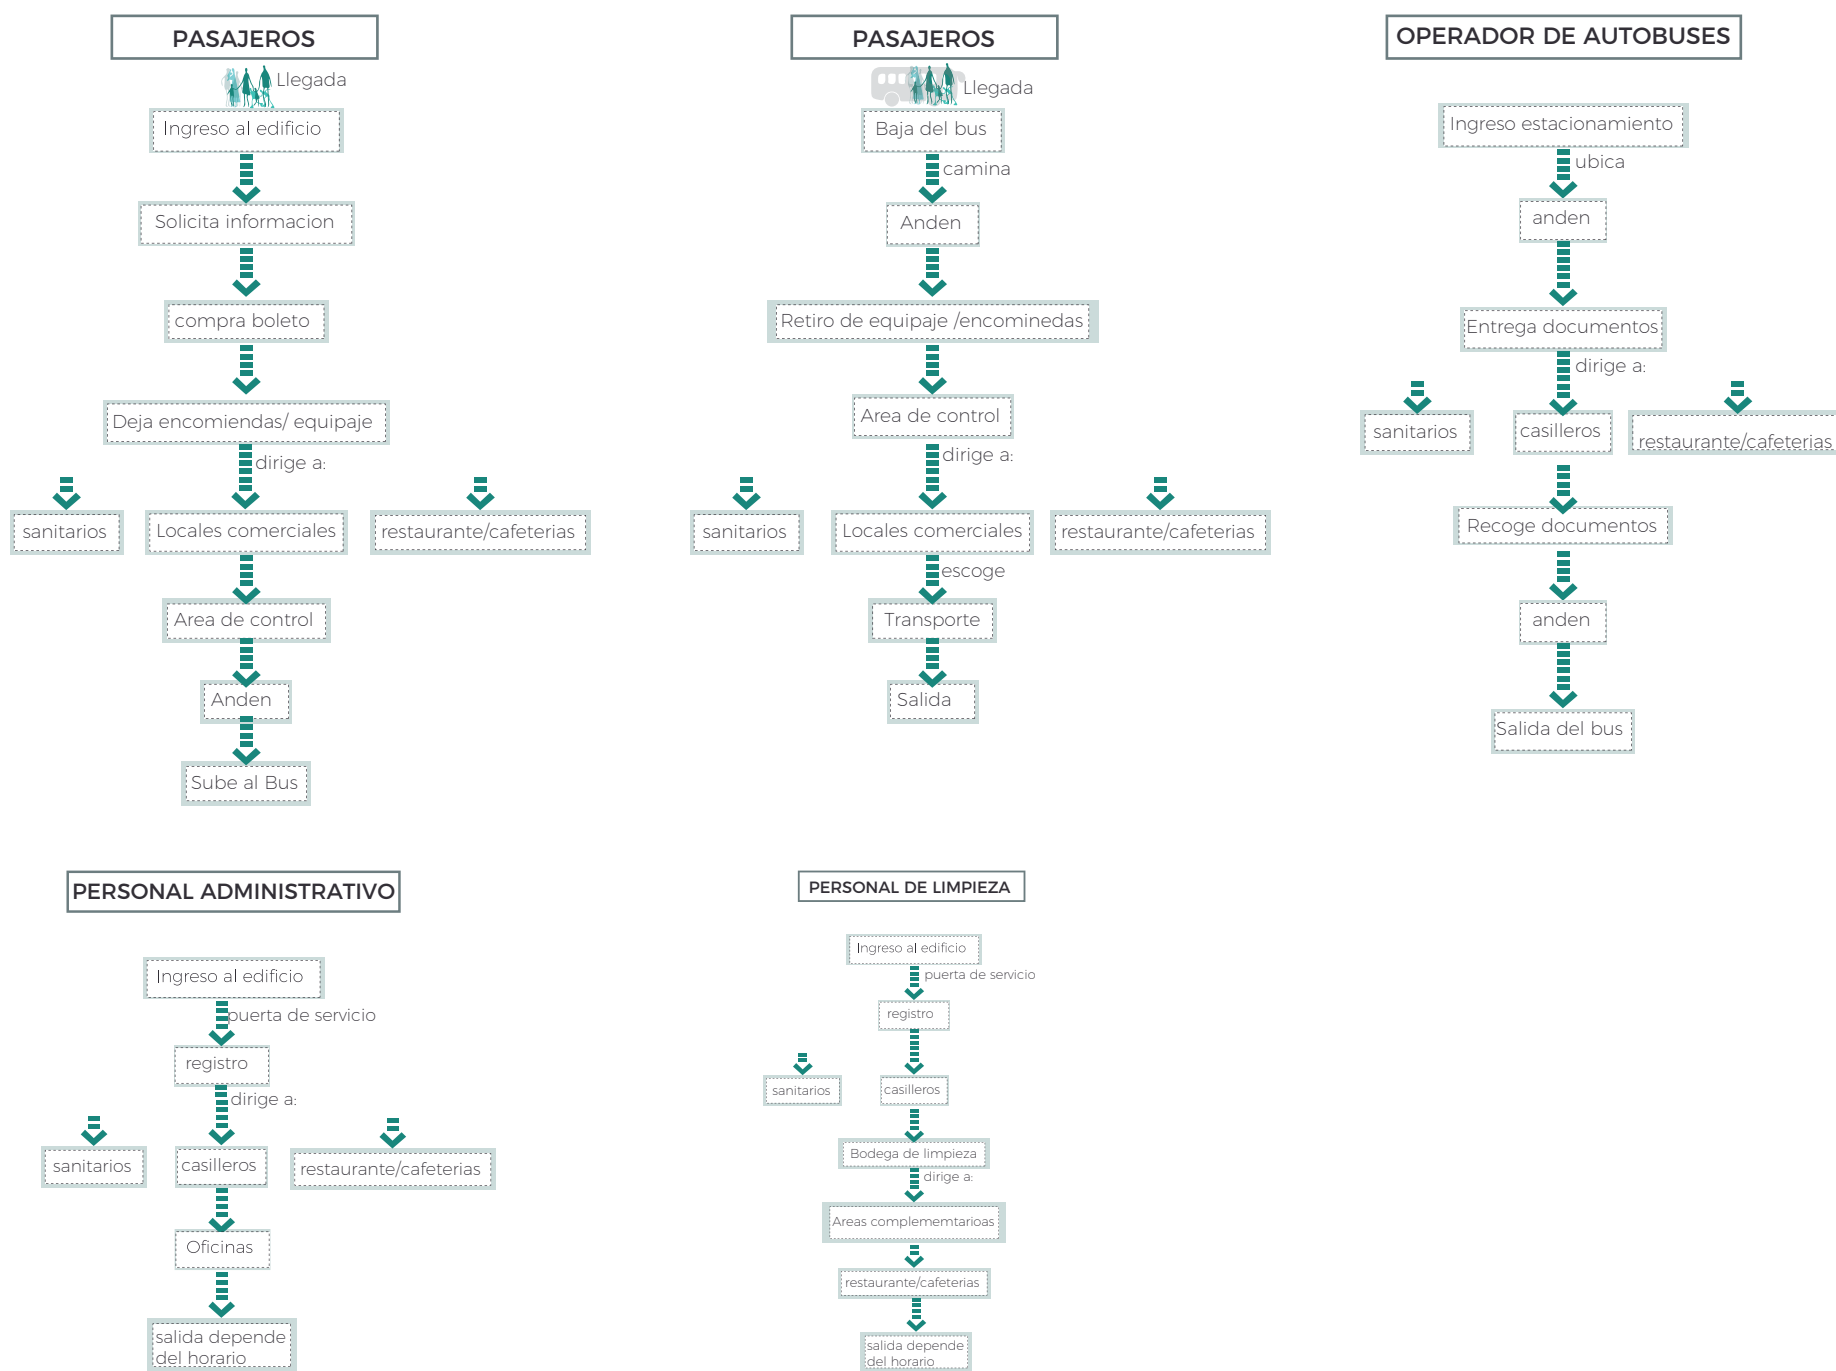 PASAJEROS
Llegada
Ingreso al edificio
Solicita informacion
compra boleto
Deja encomiendas/ equipaje
dirige a:
sanitarios
Locales comerciales
restaurante/cafeterias
Area de control
Anden
Sube al Bus
PASAJEROS
Llegada
Baja del bus
camina
Anden
Retiro de equipaje /encominedas
Area de control
dirige a:
sanitarios
Locales comerciales
restaurante/cafeterias
escoge
Transporte
Salida
OPERADOR DE AUTOBUSES
Ingreso estacionamiento
ubica
anden
Entrega documentos
dirige a:
sanitarios
casilleros
restaurante/cafeterias
Recoge documentos
anden
Salida del bus
PERSONAL ADMINISTRATIVO
Ingreso al edificio
puerta de servicio
registro
dirige a:
sanitarios
casilleros
restaurante/cafeterias
Oficinas
salida depende
del horario
PERSONAL DE LIMPIEZA
Ingreso al edificio
puerta de servicio
registro
sanitarios
casilleros
Bodega de limpieza
dirige a:
Areas complememtarioas
restaurante/cafeterias
salida depende
del horario